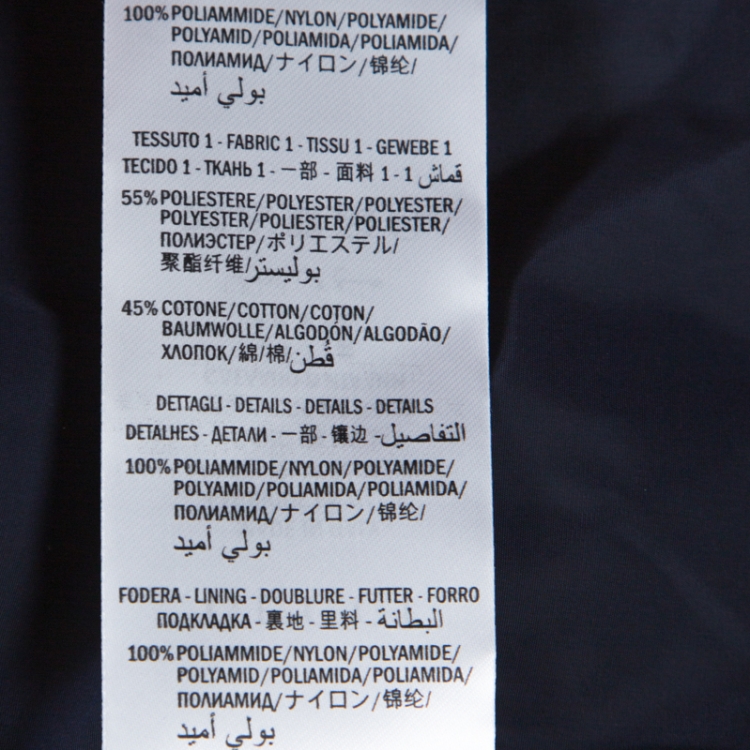 100% POLIAMMIDE/NYLON/POLYAMIDE/
POLYAMID/POLIAMIDA/POLIAMIDA/
ПОЛИАМИД/ナイロン/锦纶/
بولي أميد
TESSUTO 1 - FABRIC 1 - TISSU 1 - GEWEBE 1
TECIDO 1 - ТКАНЬ 1 - 一部 - 面料 1 - 1 قماش
55% POLIESTERE/POLYESTER/POLYESTER/
POLYESTER/POLIESTER/POLIESTER/
ПОЛИЭСТЕР/ポリエステル/
聚酯纤维/بوليستر
45% COTONE/COTTON/COTON/
BAUMWOLLE/ALGODÓN/ALGODÃO/
ХЛОПОК/綿/棉/قُطن
DETTAGLI - DETAILS - DETAILS - DETAILS
DETALHES - ДЕТАЛИ - 一部 - 镶边 - التفاصيل
100% POLIAMMIDE/NYLON/POLYAMIDE/
POLYAMID/POLIAMIDA/POLIAMIDA/
ПОЛИАМИД/ナイロン/锦纶/
بولي أميد
FODERA - LINING - DOUBLURE - FUTTER - FORRO
ПОДКЛАДКА - 裏地 - 里料 - البطانة
100% POLIAMMIDE/NYLON/POLYAMIDE/
POLYAMID/POLIAMIDA/POLIAMIDA/
ПОЛИАМИД/ナイロン/锦纶/
بولي أميد